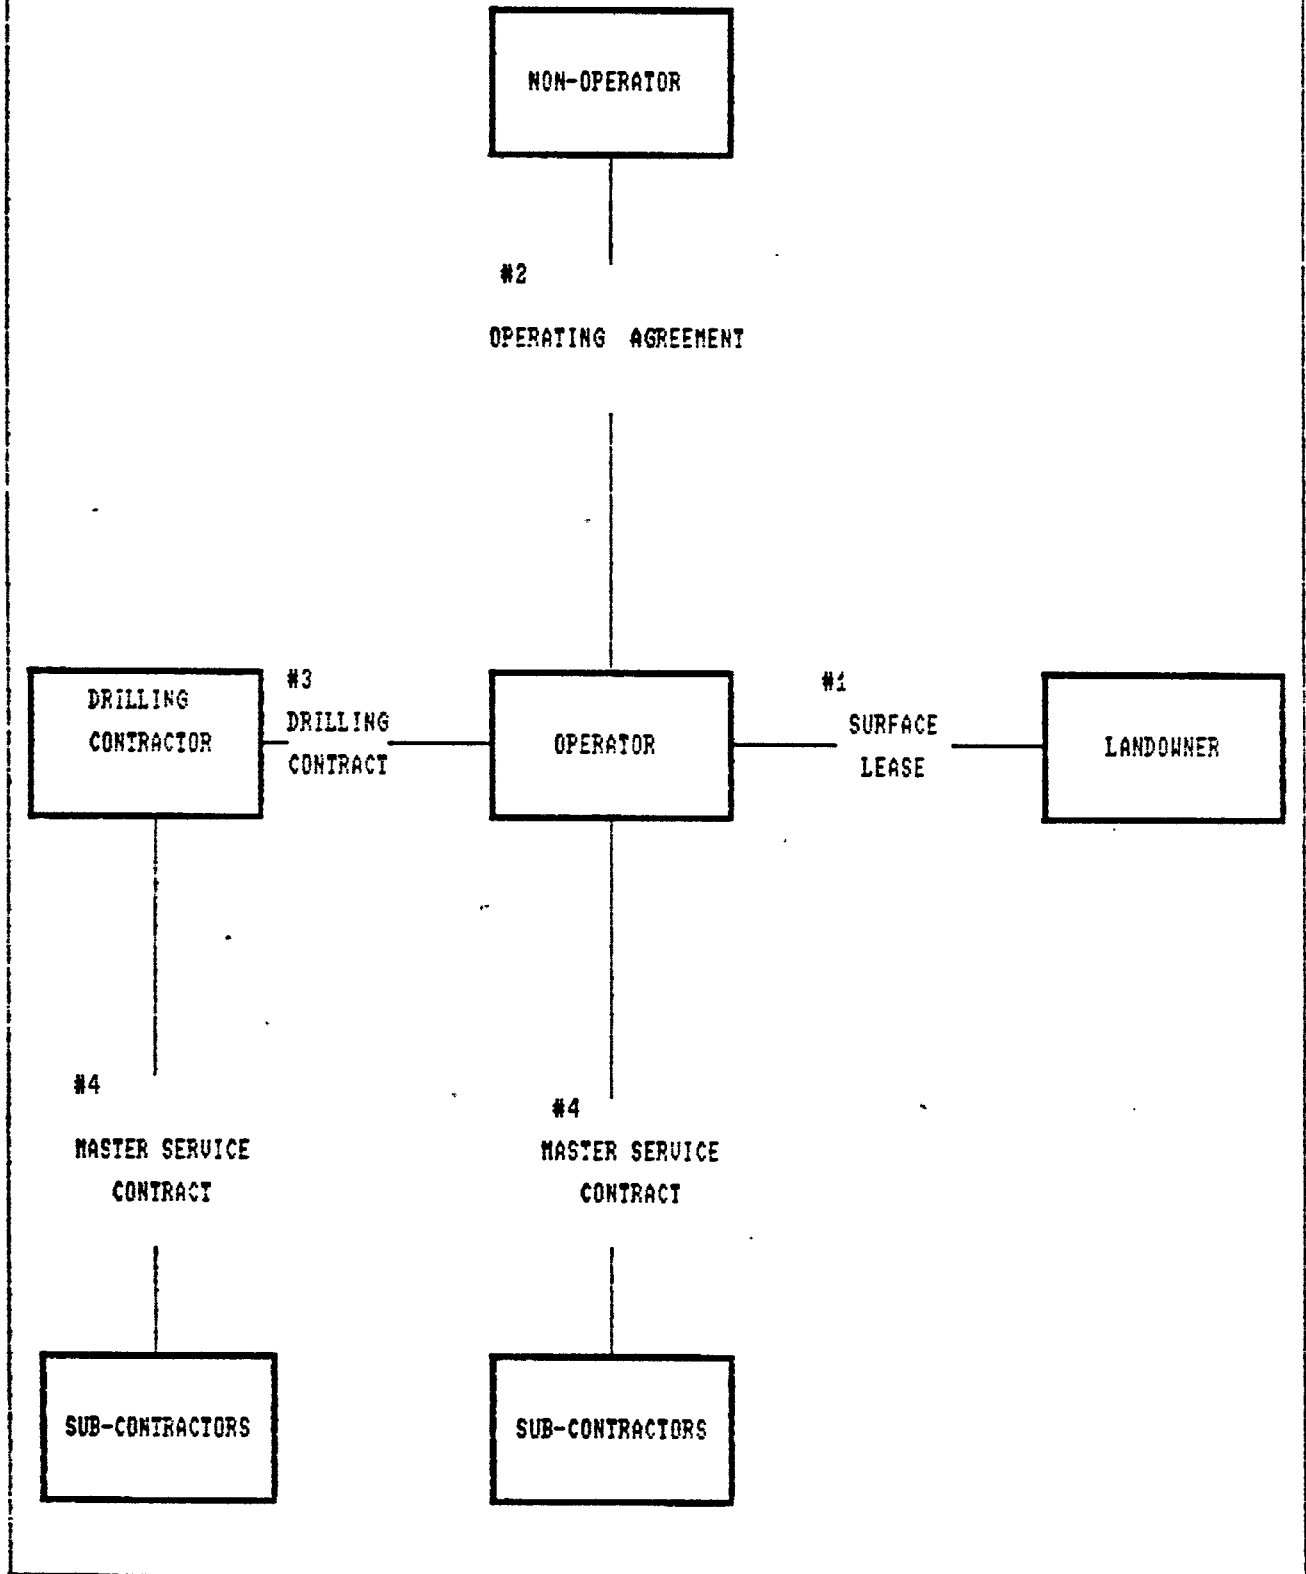 NON-OPERATOR
#2
OPERATING AGREEMENT
DRILLING
CONTRACTOR
#3
DRILLING
CONTRACT
OPERATOR
#1
SURFACE
LEASE
LANDOWNER
#4
MASTER SERVICE
CONTRACT
#4
MASTER SERVICE
CONTRACT
SUB-CONTRACTORS
SUB-CONTRACTORS